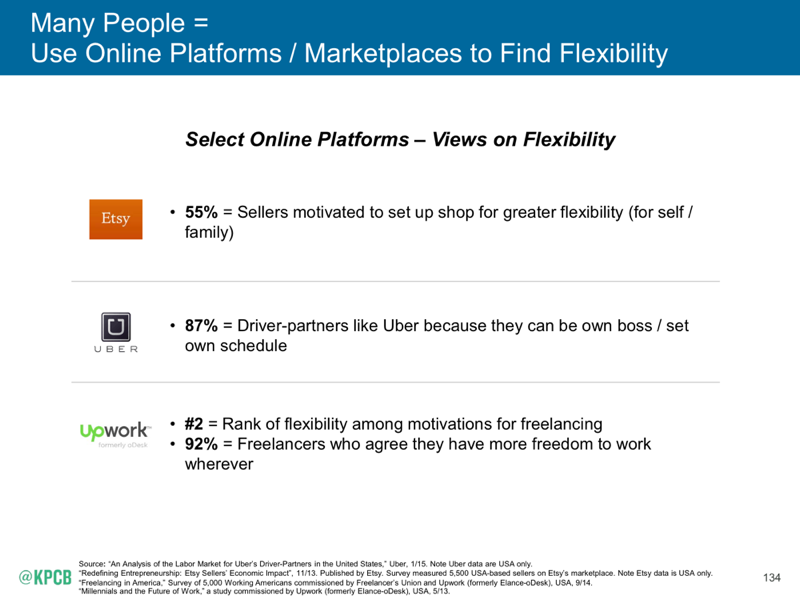 Many People =
Use Online Platforms / Marketplaces to Find Flexibility
Select Online Platforms – Views on Flexibility
Etsy
• 55% = Sellers motivated to set up shop for greater flexibility (for self /
family)
UBER
• 87% = Driver-partners like Uber because they can be own boss / set
own schedule
Upwork™
formerly oDesk
• #2 = Rank of flexibility among motivations for freelancing
• 92% = Freelancers who agree they have more freedom to work
wherever
@KPCB
Source: “An Analysis of the Labor Market for Uber’s Driver-Partners in the United States,” Uber, 1/15. Note Uber data are USA only.
“Redefining Entrepreneurship: Etsy Sellers’ Economic Impact”, 11/13. Published by Etsy. Survey measured 5,500 USA-based sellers on Etsy’s marketplace. Note Etsy data is USA only.
“Freelancing in America,” Survey of 5,000 Working Americans commissioned by Freelancer’s Union and Upwork (formerly Elance-oDesk), USA, 9/14.
“Millennials and the Future of Work,” a study commissioned by Upwork (formerly Elance-oDesk), USA, 5/13.
134